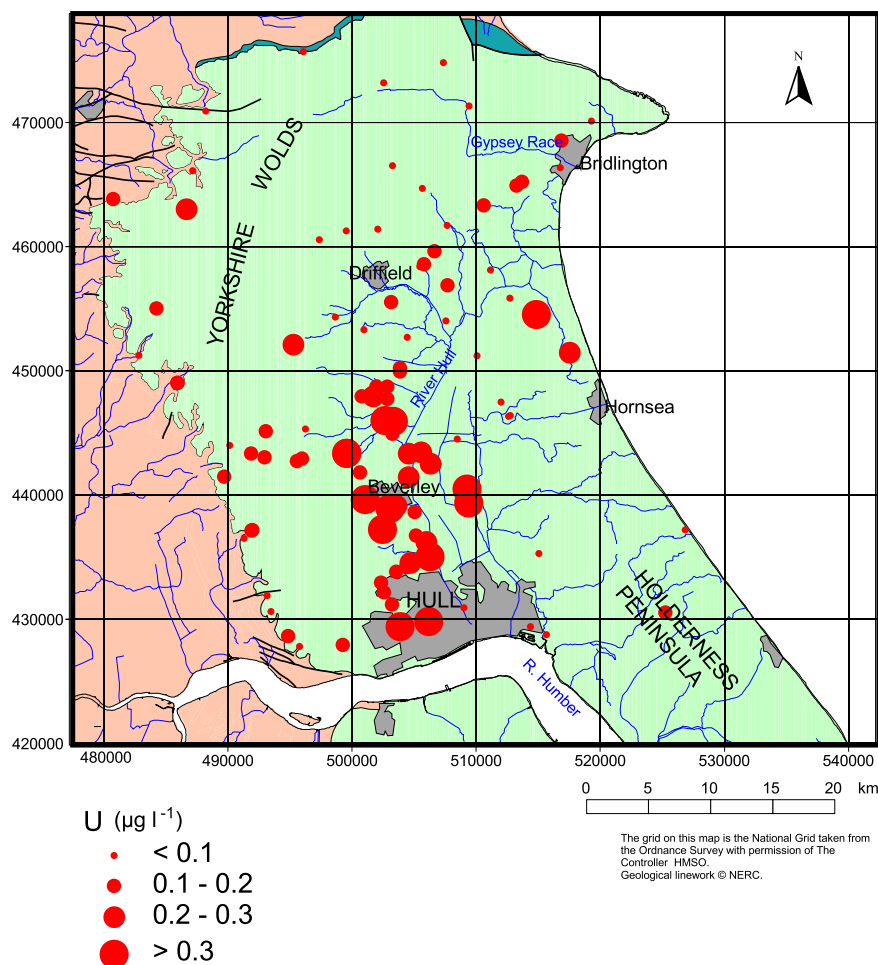 N
470000
460000
450000
440000
430000
420000
YORKSHIRE WOLDS
Gypsey Race
Bridlington
Driffield
River Hull
Hornsea
Beverley
HULL
HOLDERNESS
PENINSULA
R. Humber
480000 490000 500000 510000 520000 530000 540000
0 5 10 15 20 km
U (µg l⁻¹)
< 0.1
0.1 - 0.2
0.2 - 0.3
> 0.3
The grid on this map is the National Grid taken from
the Ordnance Survey with permission of The
Controller HMSO.
Geological linework © NERC.